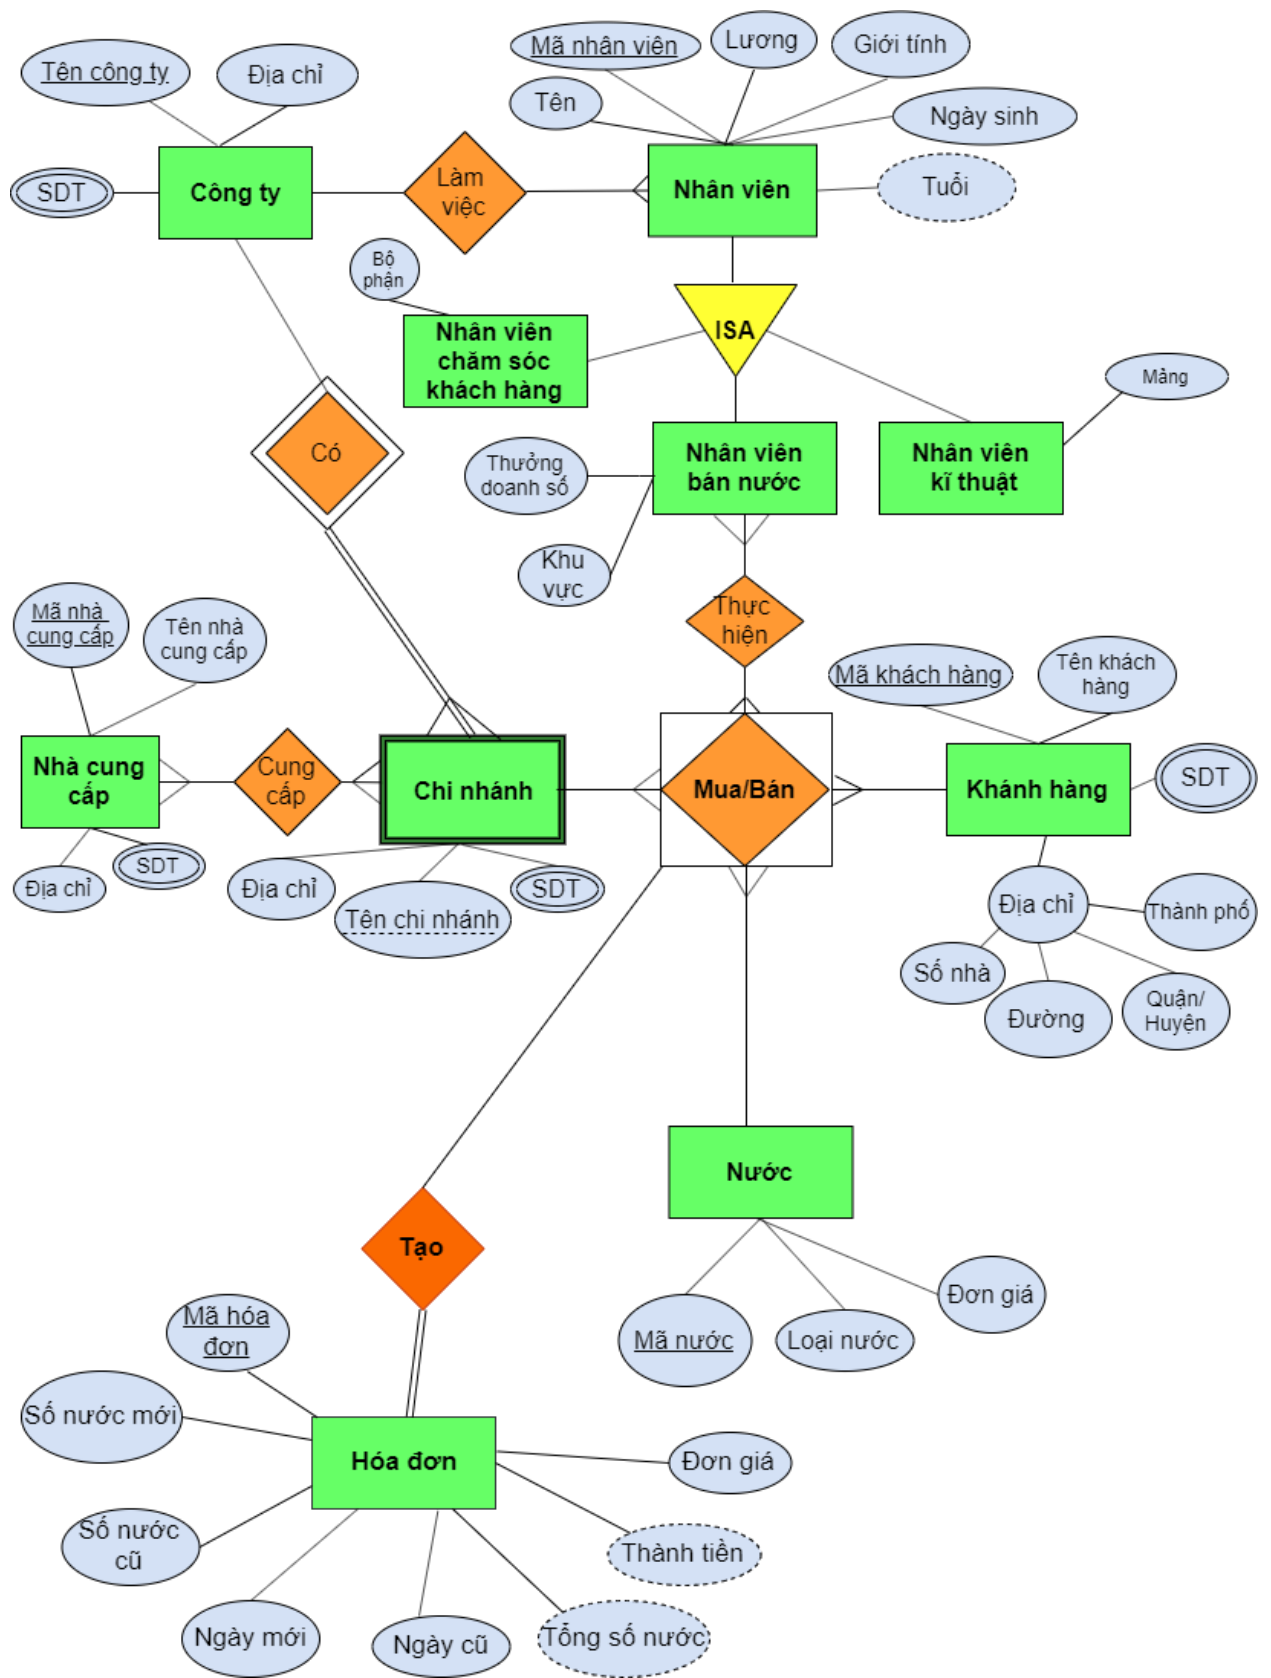 Mã nhân viên
Lương
Giới tính
Tên công ty
Địa chỉ
Tên
Ngày sinh
SDT
Công ty
Làm
việc
Nhân viên
Tuổi
Bộ
phận
Nhân viên
chăm sóc
khách hàng
ISA
Mảng
Có
Thưởng
doanh số
Nhân viên
bán nước
Nhân viên
kĩ thuật
Khu
vực
Mã nhà
cung cấp
Tên nhà
cung cấp
Thực
hiện
Mã khách hàng
Tên khách
hàng
Nhà cung
cấp
Cung
cấp
Chi nhánh
Mua/Bán
Khánh hàng
SDT
Địa chỉ
SDT
Địa chỉ
Tên chi nhánh
SDT
Địa chỉ
Thành phố
Số nhà
Đường
Quận/
Huyện
Nước
Tạo
Mã nước
Loại nước
Đơn giá
Mã hóa
đơn
Số nước mới
Hóa đơn
Đơn giá
Số nước
cũ
Thành tiền
Ngày mới
Ngày cũ
Tổng số nước